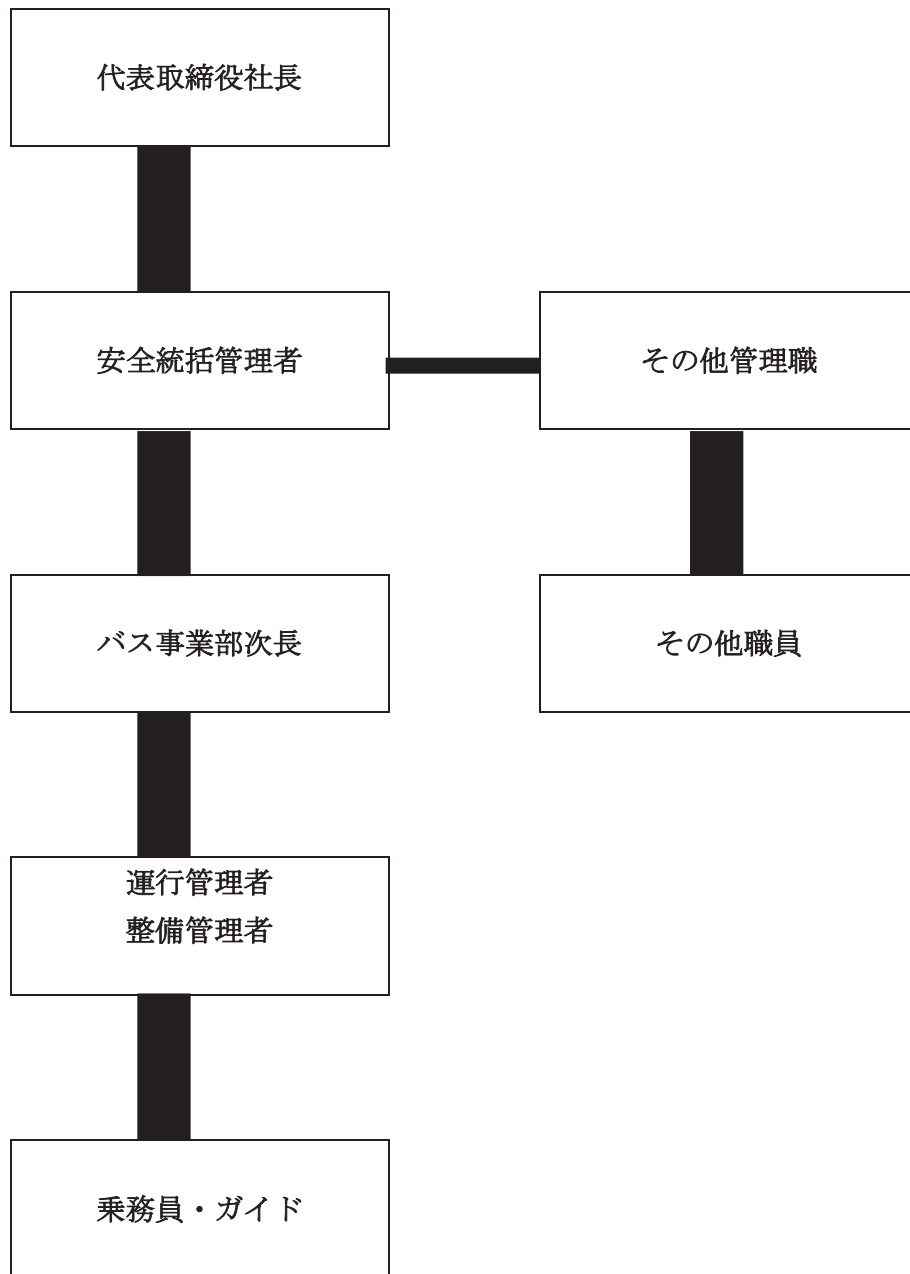 代表取締役社長
安全統括管理者
その他管理職
バス事業部次長
その他職員
運行管理者
整備管理者
乗務員・ガイド